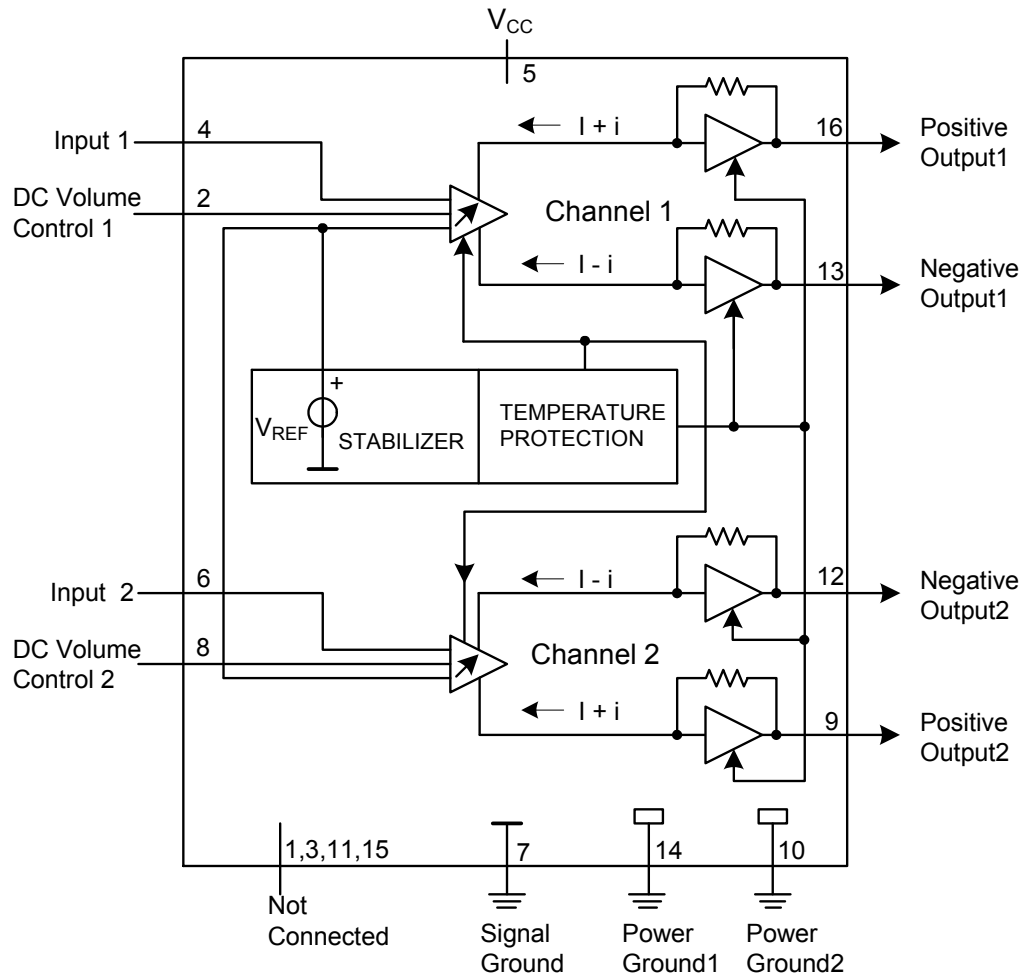 VCC
5
I + i
Input 1
4
16
Positive
Output1
DC Volume
Control 1
2
Channel 1
I - i
13
Negative
Output1
+
VREF
STABILIZER
TEMPERATURE
PROTECTION
Input 2
6
I - i
12
Negative
Output2
DC Volume
Control 2
8
Channel 2
I + i
9
Positive
Output2
1,3,11,15
7
14
10
Not
Connected
Signal
Ground
Power
Ground1
Power
Ground2